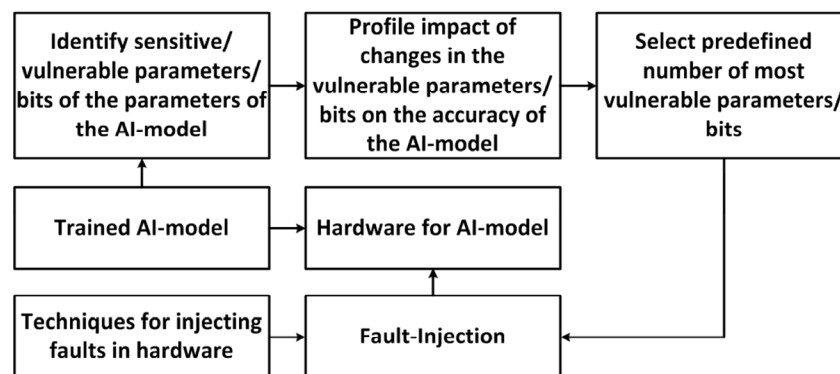 Identify sensitive/
vulnerable parameters/
bits of the parameters of
the AI-model
Profile impact of
changes in the
vulnerable parameters/
bits on the accuracy of
the AI-model
Select predefined
number of most
vulnerable parameters/
bits
Trained AI-model
Hardware for AI-model
Techniques for injecting
faults in hardware
Fault-Injection